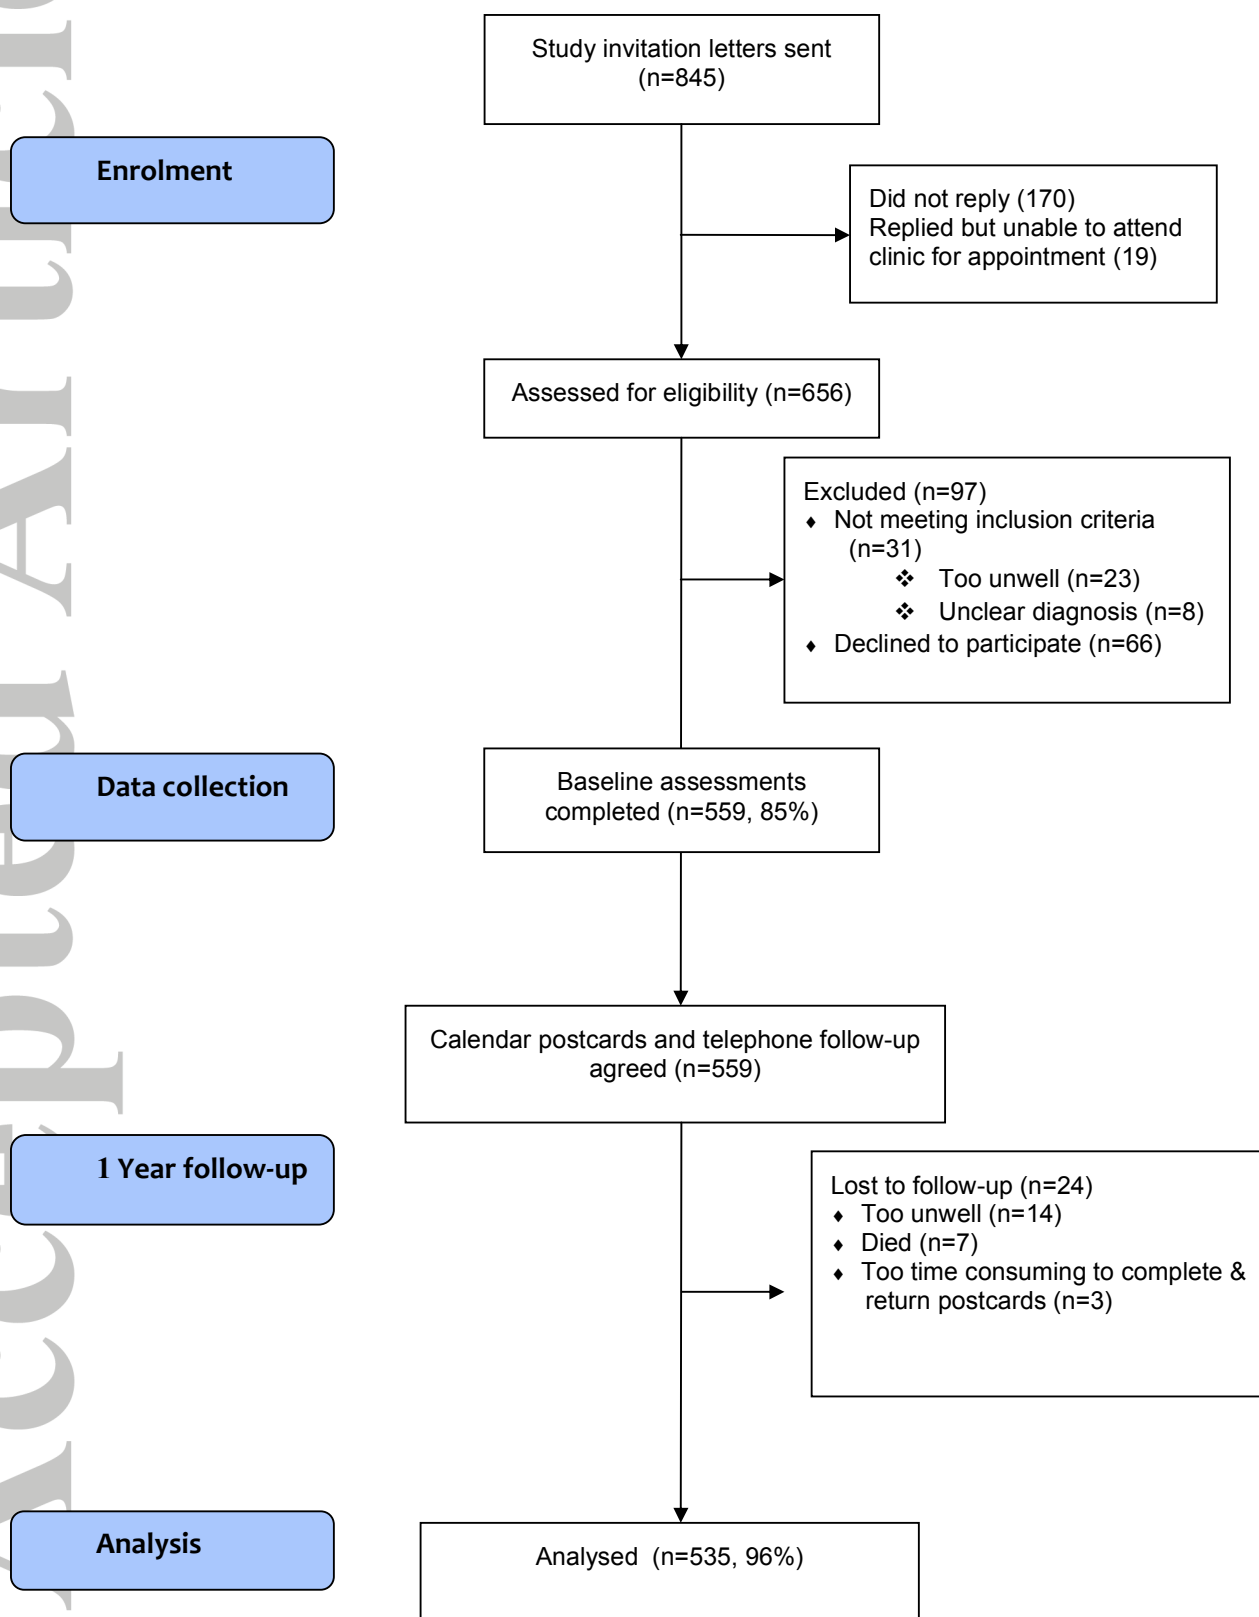 Study invitation letters sent
(n=845)
Enrolment
Did not reply (170)
Replied but unable to attend
clinic for appointment (19)
Assessed for eligibility (n=656)
Excluded (n=97)
♦ Not meeting inclusion criteria
(n=31)
❖ Too unwell (n=23)
❖ Unclear diagnosis (n=8)
♦ Declined to participate (n=66)
Data collection
Baseline assessments
completed (n=559, 85%)
Calendar postcards and telephone follow-up
agreed (n=559)
1 Year follow-up
Lost to follow-up (n=24)
♦ Too unwell (n=14)
♦ Died (n=7)
♦ Too time consuming to complete &
return postcards (n=3)
Analysis
Analysed (n=535, 96%)
Accepted Article